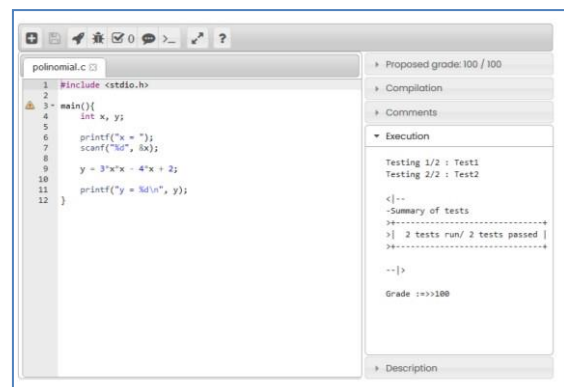 0
polinomial.c
1 #include <stdio.h>
2
3 main(){
4 int x, y;
5
6 printf("x = ");
7 scanf("%d", &x);
8
9 y = 3*x*x - 4*x + 2;
10
11 printf("y = %d\n", y);
12 }
Proposed grade: 100 / 100
Compilation
Comments
Execution
Testing 1/2 : Test1
Testing 2/2 : Test2
<|--
-Summary of tests
>+------------------------------+
>| 2 tests run/ 2 tests passed |
>+------------------------------+
--|>
Grade :=>>100
Description